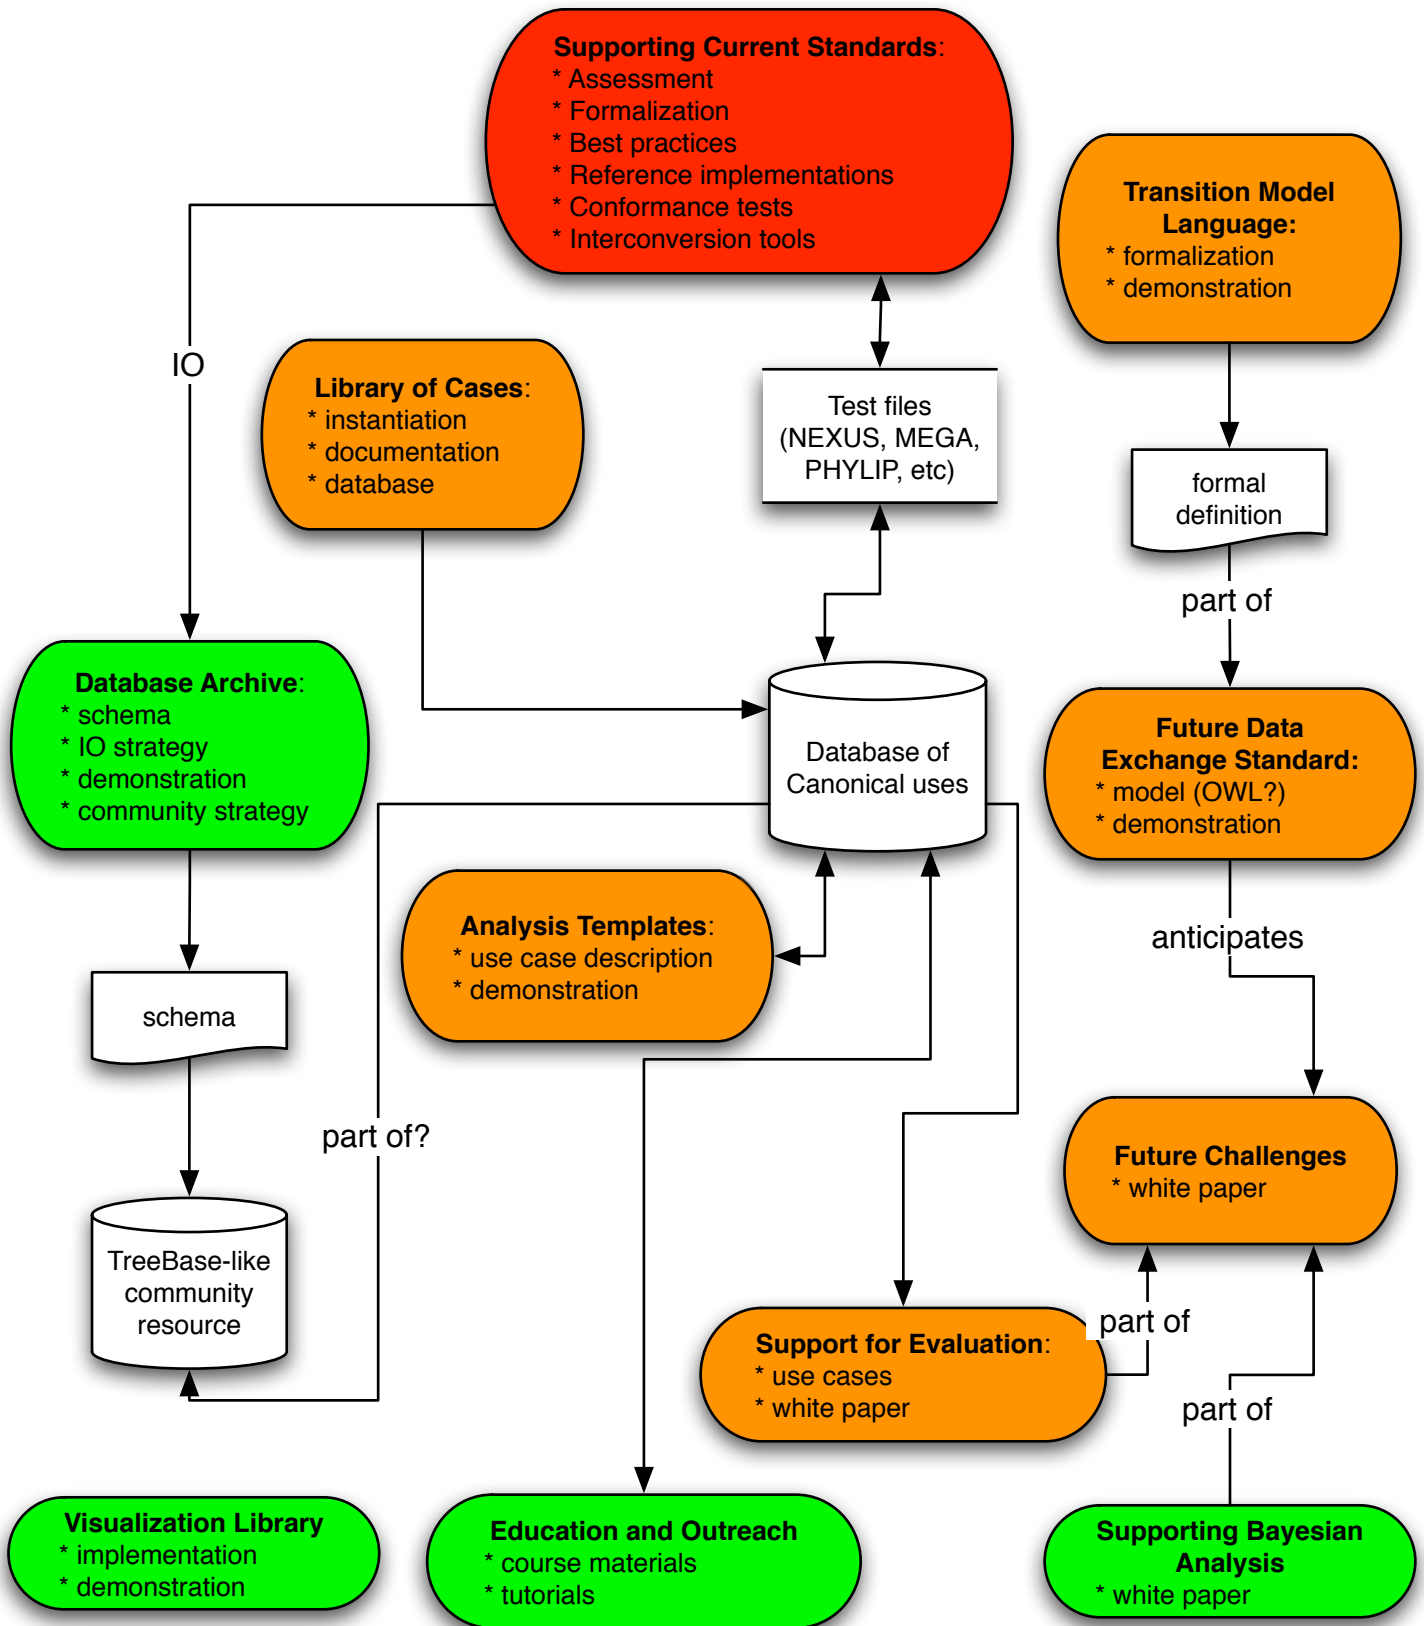 Supporting Current Standards:
* Assessment
* Formalization
* Best practices
* Reference implementations
* Conformance tests
* Interconversion tools
Transition Model
Language:
* formalization
* demonstration
IO
Library of Cases:
* instantiation
* documentation
* database
Test files
(NEXUS, MEGA,
PHYLIP, etc)
formal
definition
part of
Database Archive:
* schema
* IO strategy
* demonstration
* community strategy
Database of
Canonical uses
Future Data
Exchange Standard:
* model (OWL?)
* demonstration
Analysis Templates:
* use case description
* demonstration
anticipates
schema
part of?
Future Challenges
* white paper
TreeBase-like
community
resource
Support for Evaluation:
* use cases
* white paper
part of
part of
Visualization Library
* implementation
* demonstration
Education and Outreach
* course materials
* tutorials
Supporting Bayesian
Analysis
* white paper